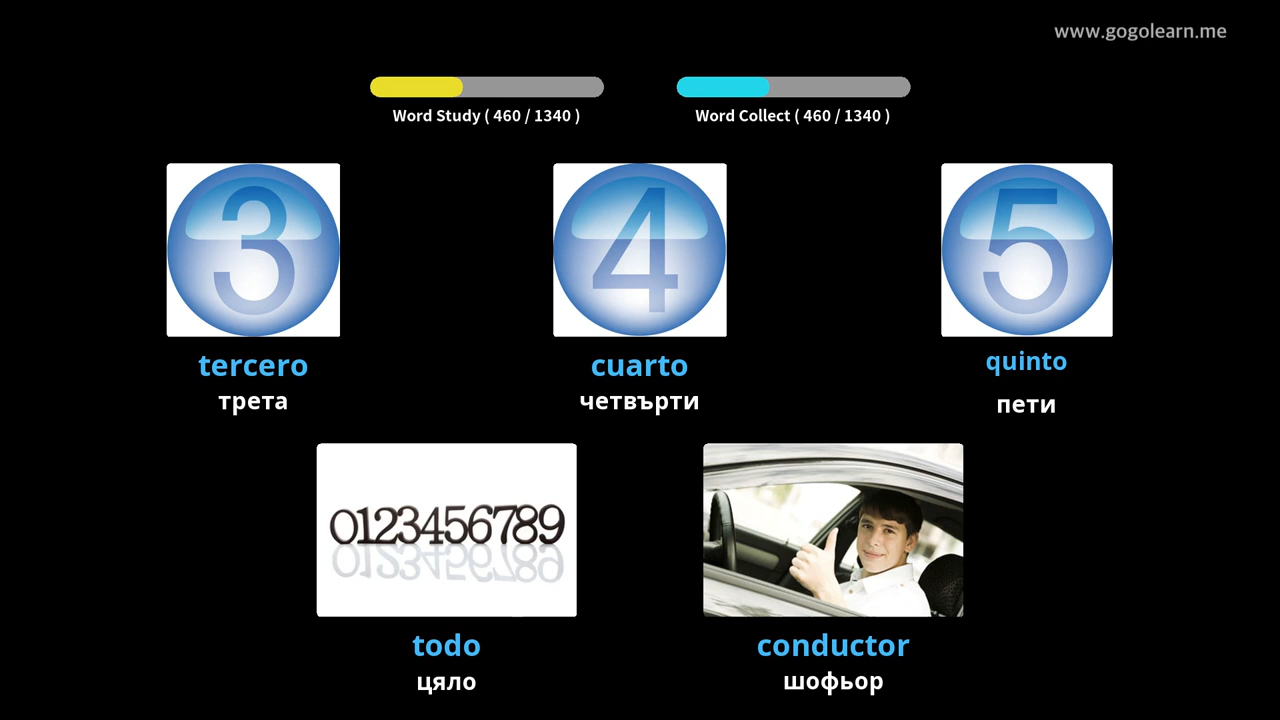 www.gogolearn.me
Word Study ( 460 / 1340 )
Word Collect ( 460 / 1340 )
3
4
5
tercero
трета
cuarto
четвърти
quinto
пети
0123456789
todo
цяло
conductor
шофьор